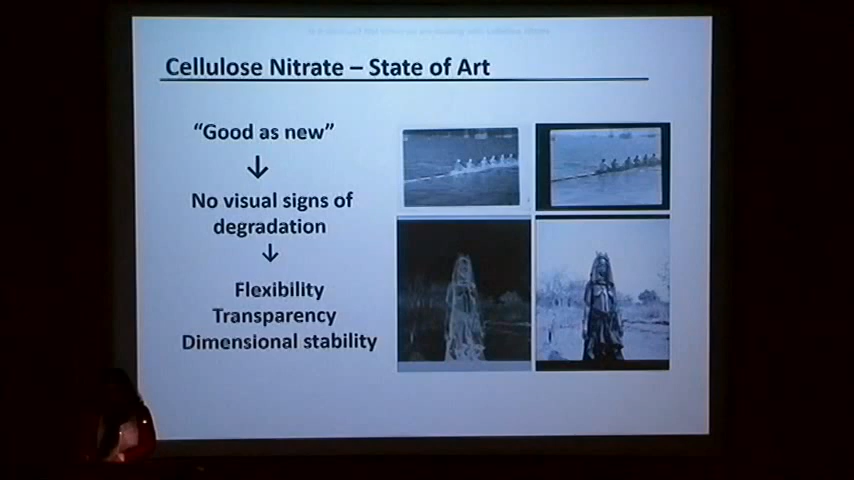 Cellulose Nitrate – State of Art
“Good as new”
No visual signs of
degradation
Flexibility
Transparency
Dimensional stability